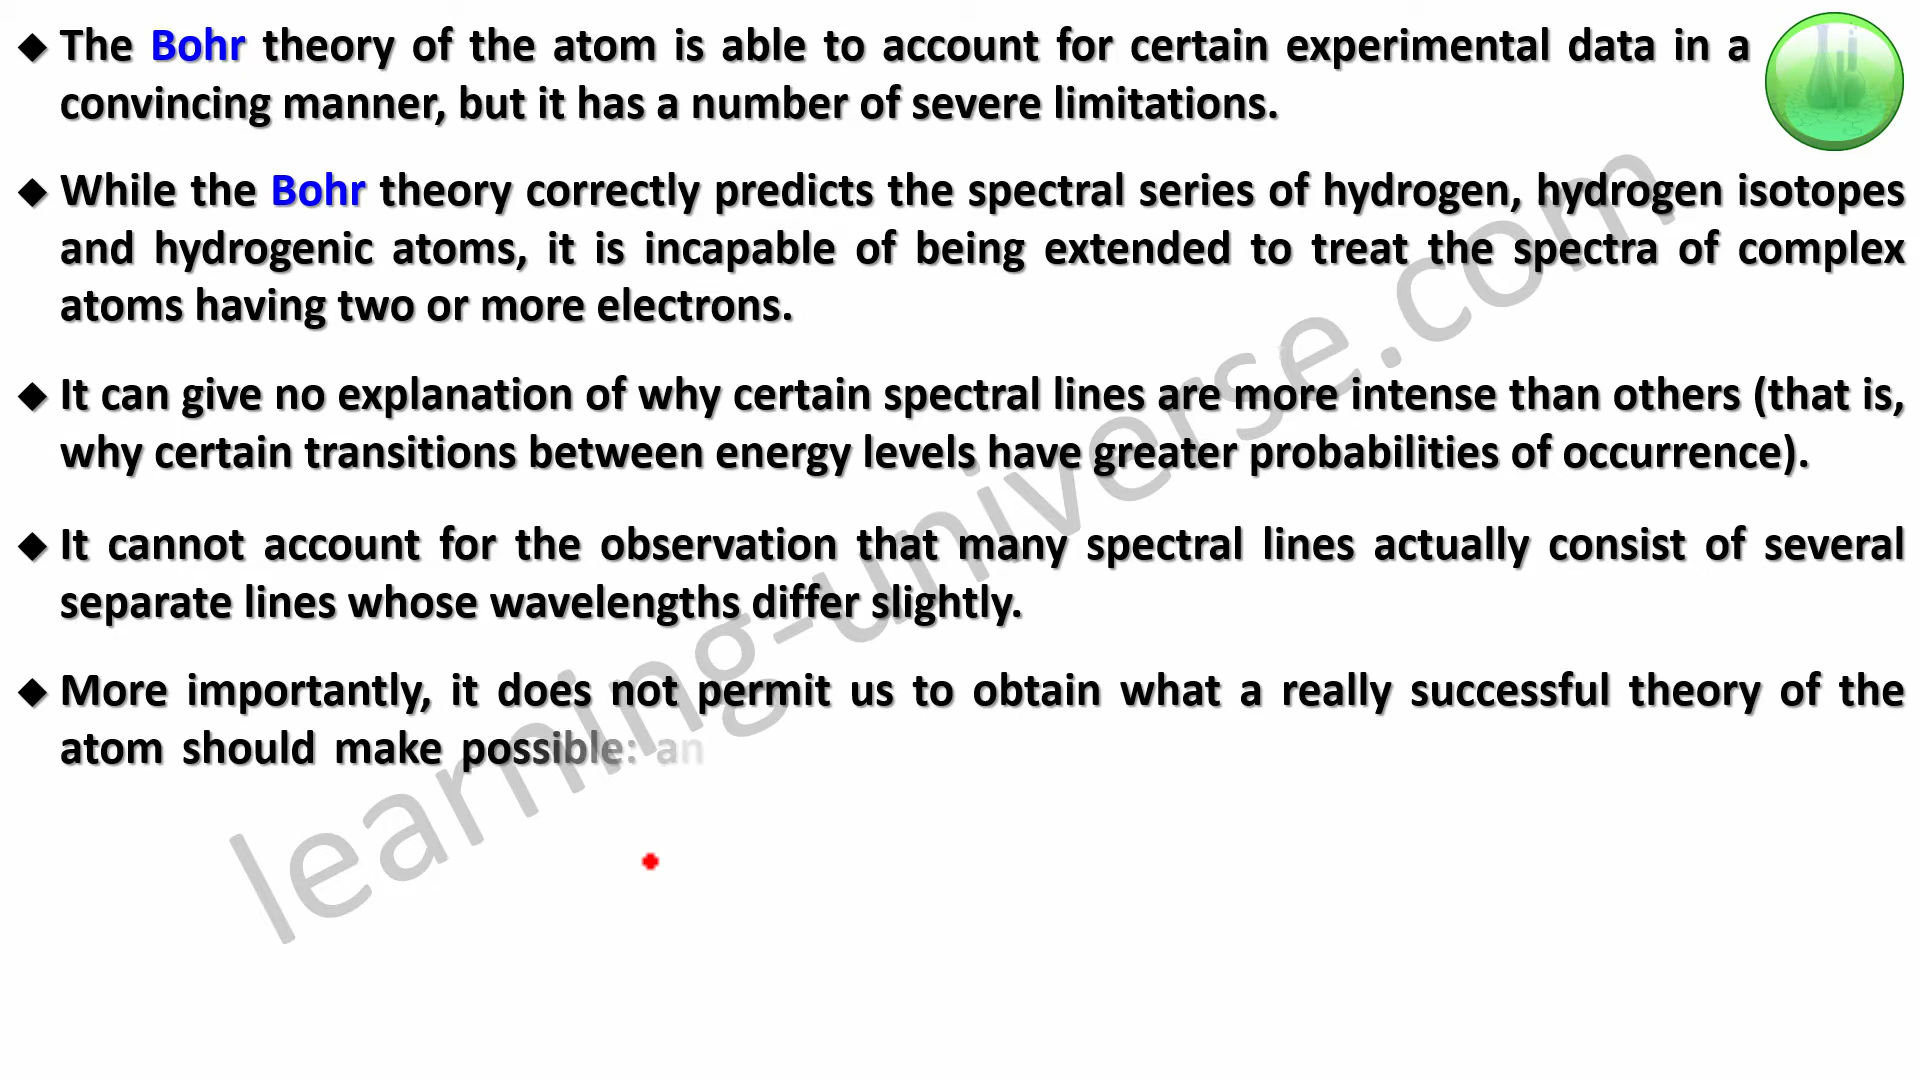 ◆ The Bohr theory of the atom is able to account for certain experimental data in a
convincing manner, but it has a number of severe limitations.
◆ While the Bohr theory correctly predicts the spectral series of hydrogen, hydrogen isotopes
and hydrogenic atoms, it is incapable of being extended to treat the spectra of complex
atoms having two or more electrons.
◆ It can give no explanation of why certain spectral lines are more intense than others (that is,
why certain transitions between energy levels have greater probabilities of occurrence).
◆ It cannot account for the observation that many spectral lines actually consist of several
separate lines whose wavelengths differ slightly.
◆ More importantly, it does not permit us to obtain what a really successful theory of the
atom should make possible: an
learning-universe.com